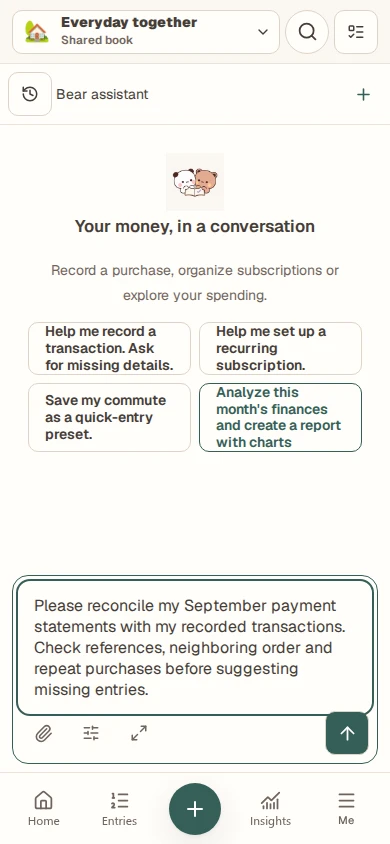 Everyday together
Shared book
Bear assistant
Your money, in a conversation
Record a purchase, organize subscriptions or
explore your spending.
Help me record a
transaction. Ask
for missing details.
Help me set up a
recurring
subscription.
Save my commute
as a quick-entry
preset.
Analyze this
month's finances
and create a report
with charts
Please reconcile my September payment
statements with my recorded transactions.
Check references, neighboring order and
repeat purchases before suggesting
missing entries.
Home
Entries
Insights
Me